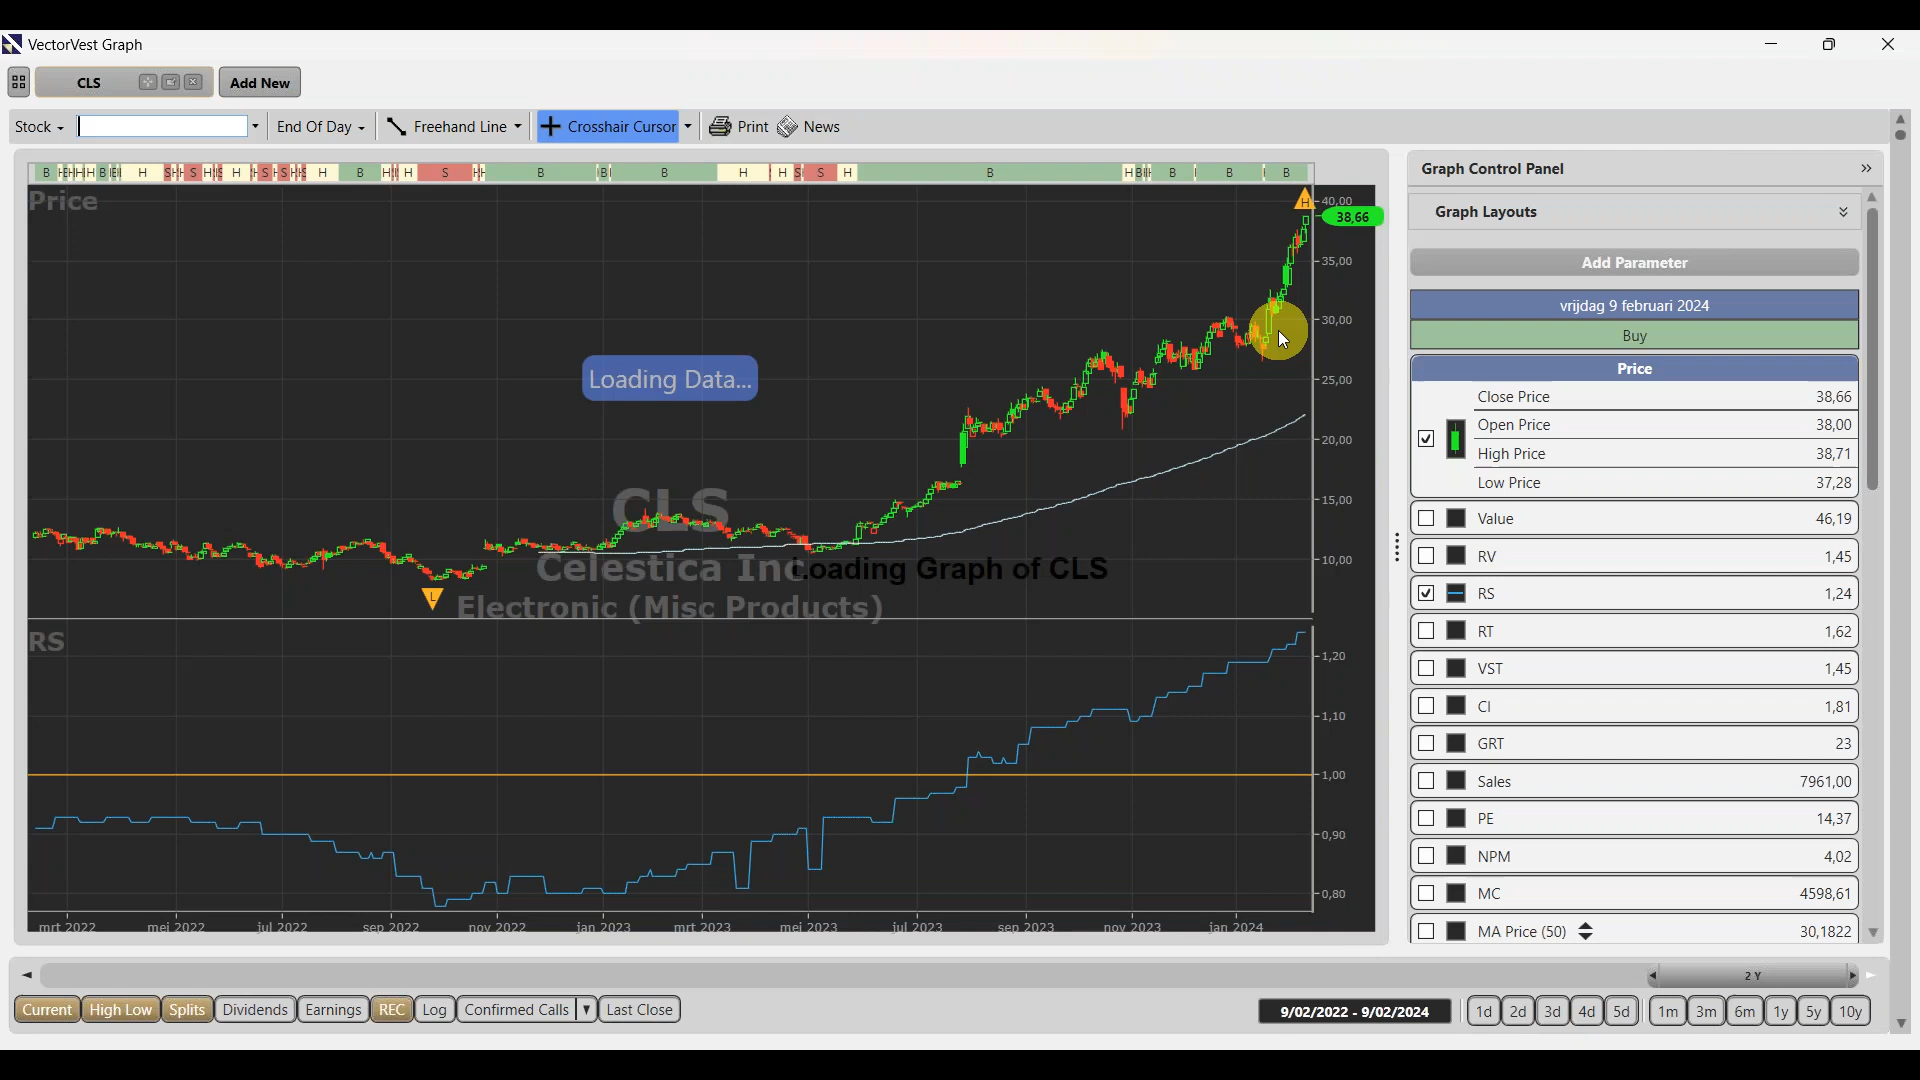 VectorVest Graph
CLS
Add New
Stock
End Of Day
Freehand Line
Crosshair Cursor
Print
News
B H H H B H S S H H S S H B H H S H B B B H H S S H B H B B B B
Price
H
40,00
38,66
35,00
30,00
25,00
20,00
15,00
10,00
Loading Data...
CLS
Celestica Inc
Loading Graph of CLS
Electronic (Misc Products)
L
RS
1,20
1,10
1,00
0,90
0,80
mrt 2022 mei 2022 jul 2022 sep 2022 nov 2022 jan 2023 mrt 2023 mei 2023 jul 2023 sep 2023 nov 2023 jan 2024
Graph Control Panel
Graph Layouts
Add Parameter
vrijdag 9 februari 2024
Buy
Price
Close Price 38,66
Open Price 38,00
High Price 38,71
Low Price 37,28
Value 46,19
RV 1,45
RS 1,24
RT 1,62
VST 1,45
CI 1,81
GRT 23
Sales 7961,00
PE 14,37
NPM 4,02
MC 4598,61
MA Price (50) 30,1822
2 Y
Current High Low Splits Dividends Earnings REC Log Confirmed Calls Last Close
9/02/2022 - 9/02/2024
1d 2d 3d 4d 5d 1m 3m 6m 1y 5y 10y